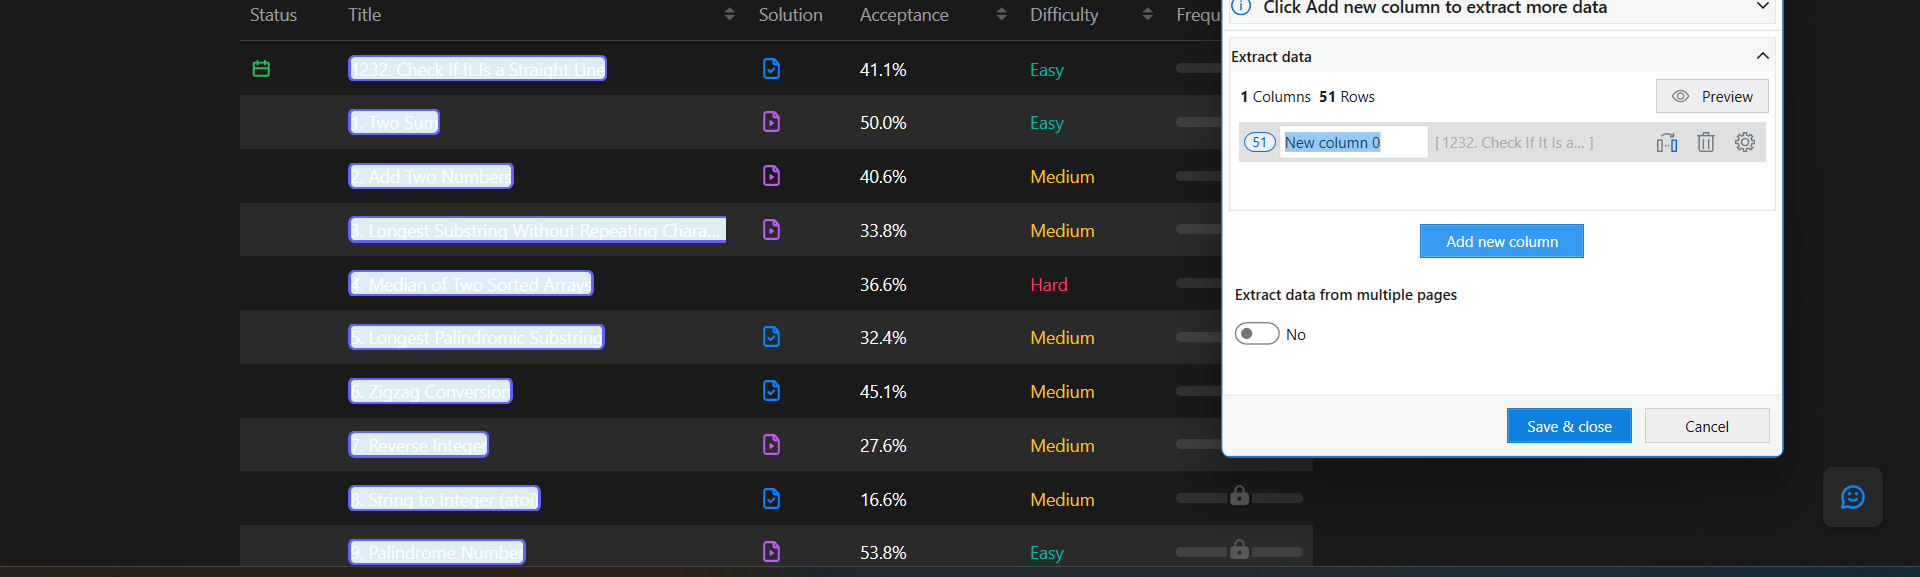 Status Title Solution Acceptance Difficulty Frequ
1232. Check If It Is a Straight Line 41.1% Easy
1. Two Sum 50.0% Easy
2. Add Two Numbers 40.6% Medium
3. Longest Substring Without Repeating Chara... 33.8% Medium
4. Median of Two Sorted Arrays 36.6% Hard
5. Longest Palindromic Substring 32.4% Medium
6. Zigzag Conversion 45.1% Medium
7. Reverse Integer 27.6% Medium
8. String to Integer (atoi) 16.6% Medium
9. Palindrome Number 53.8% Easy
Click Add new column to extract more data
Extract data
1 Columns 51 Rows Preview
51 New column 0 [ 1232. Check If It Is a... ]
Add new column
Extract data from multiple pages
No
Save & close Cancel